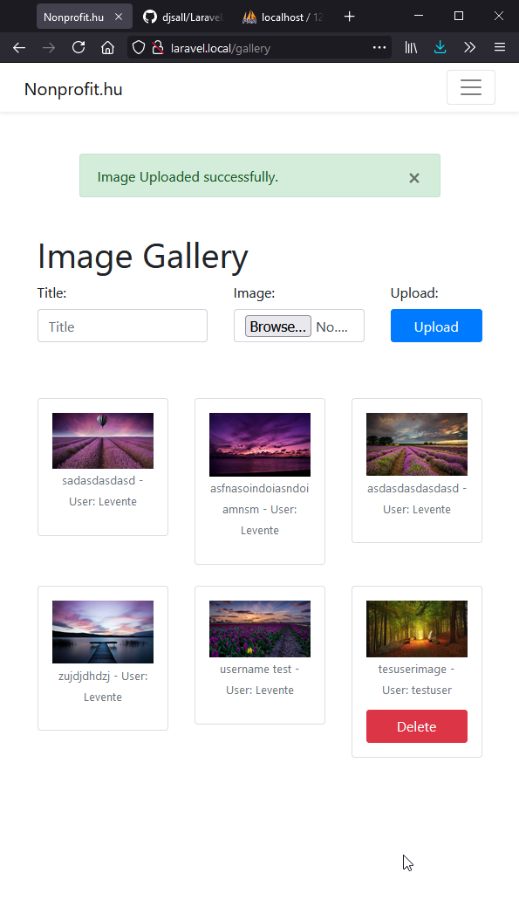 Nonprofit.hu
djsall/Laravel
localhost / 12
laravel.local/gallery
Nonprofit.hu
Image Uploaded successfully.
×
Image Gallery
Title:
Image:
Upload:
Title
Browse...
No....
Upload
sadasdasdasd -
User: Levente
asfnasoindoiasndoi
amnsm - User:
Levente
asdasdasdasdasd -
User: Levente
zujdjdhdzj - User:
Levente
username test -
User: Levente
tesuserimage -
User: testuser
Delete